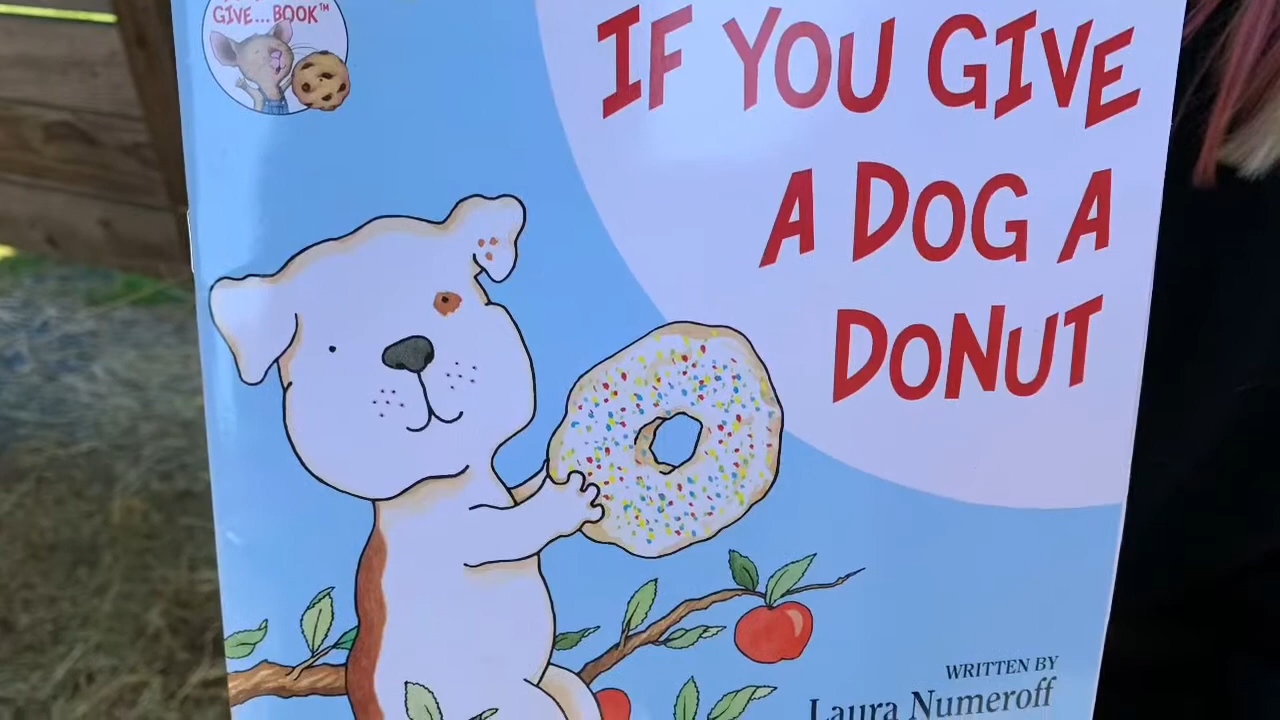 GIVE...BOOK™
IF YOU GIVE
A DOG A
DONUT
WRITTEN BY
Laura Numeroff